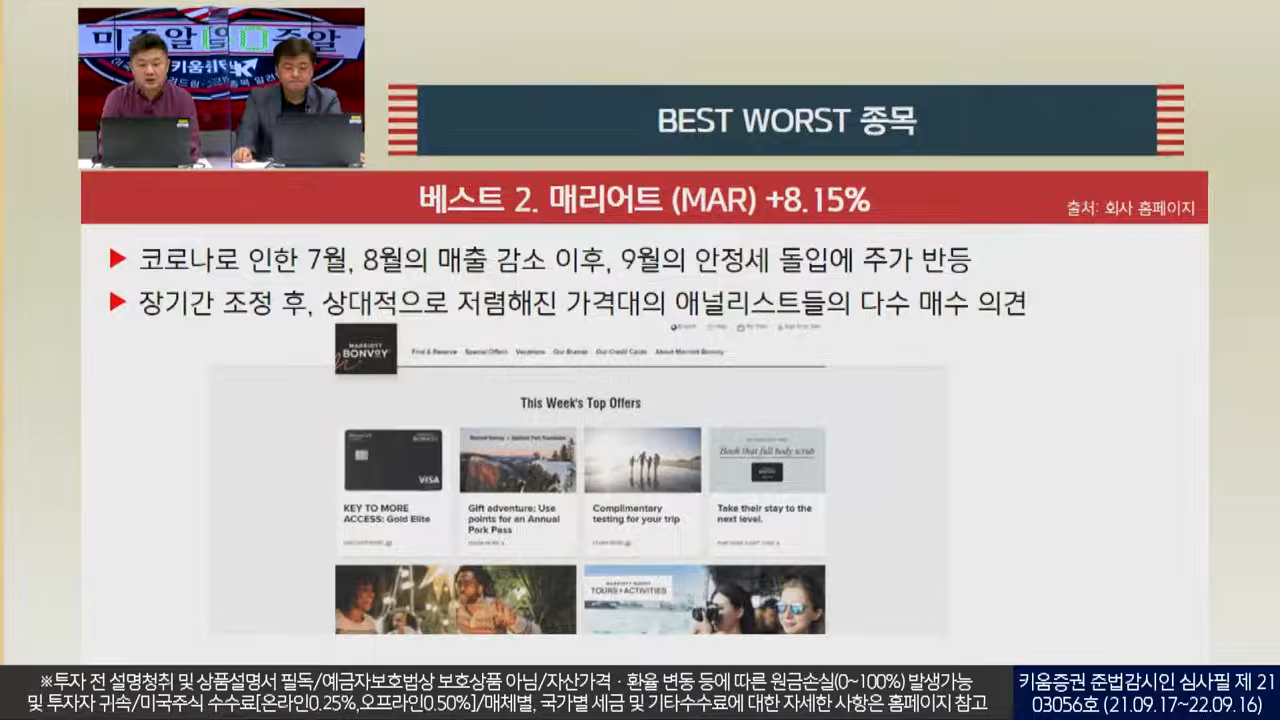 BEST WORST 종목
베스트 2. 매리어트 (MAR) +8.15%
출처: 회사 홈페이지
▶ 코로나로 인한 7월, 8월의 매출 감소 이후, 9월의 안정세 돌입에 주가 반등
▶ 장기간 조정 후, 상대적으로 저렴해진 가격대의 애널리스트들의 다수 매수 의견
MARRIOTT
BONVOY
Find & Reserve Special Offers Vacations Our Brands Our Credit Cards About Marriott Bonvoy
This Week's Top Offers
VISA
Book that full body scrub
KEY TO MORE
ACCESS: Gold Elite
Gift adventure: Use
points for an Annual
Park Pass
Complimentary
testing for your trip
Take their stay to the
next level.
MARRIOTT BONVOY
TOURS & ACTIVITIES
※투자 전 설명청취 및 상품설명서 필독/예금자보호법상 보호상품 아님/자산가격·환율 변동 등에 따른 원금손실(0~100%) 발생가능
및 투자자 귀속/미국주식 수수료[온라인0.25%,오프라인0.50%]/매체별, 국가별 세금 및 기타수수료에 대한 자세한 사항은 홈페이지 참고
키움증권 준법감시인 심사필 제 21
03056호 (21.09.17~22.09.16)